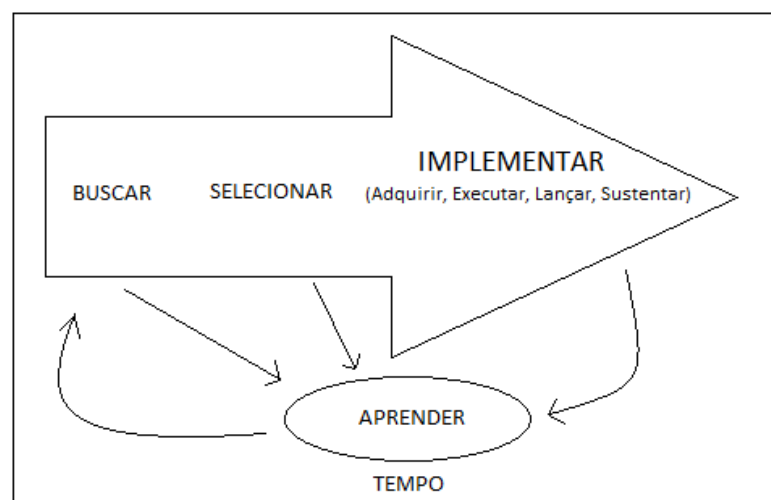 BUSCAR
SELECIONAR
IMPLEMENTAR
(Adquirir, Executar, Lançar, Sustentar)
APRENDER
TEMPO